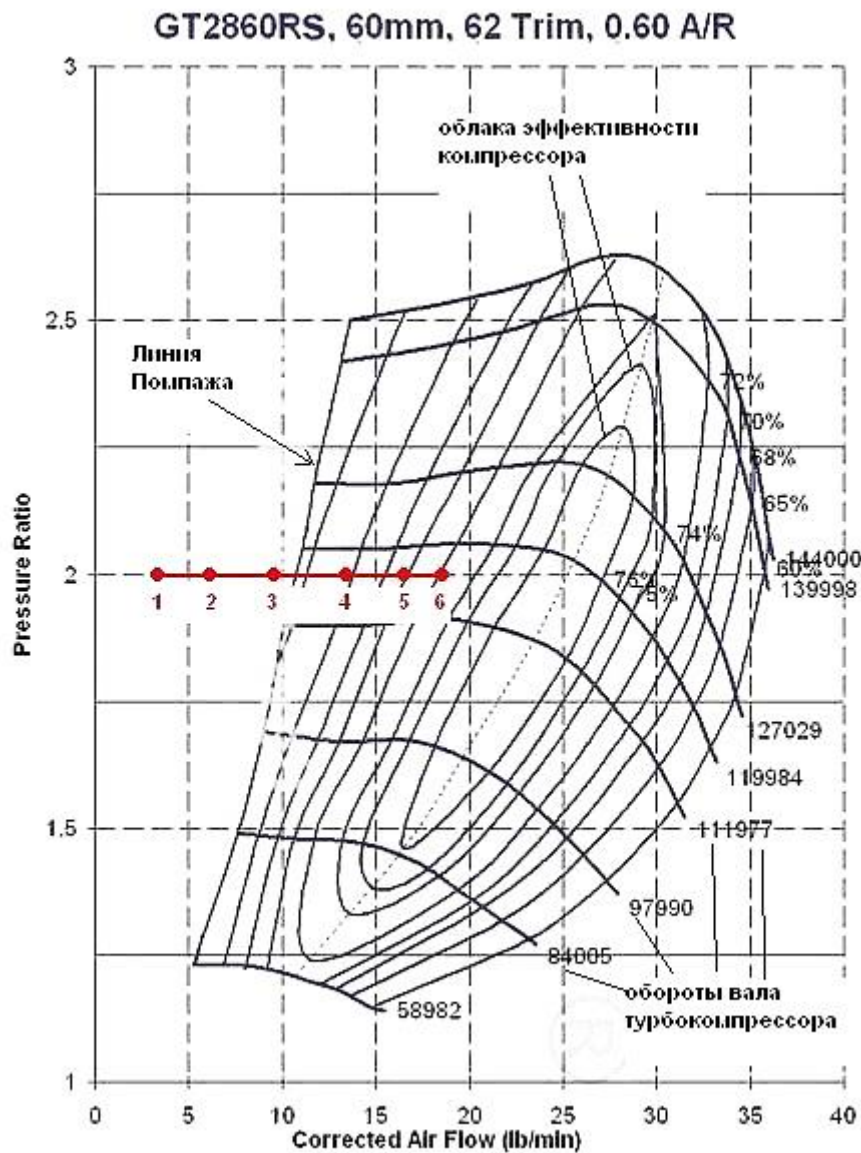 GT2860RS, 60mm, 62 Trim, 0.60 A/R
3
облака эффективности
компрессора
2.5
Линия
Помпажа
72%
70%
68%
65%
74%
2
144000
60%
76%
75%
139998
1 2 3 4 5 6
Pressure Ratio
127029
119984
1.5
111977
97990
84005
обороты вала
турбокомпрессора
58982
1
0 5 10 15 20 25 30 35 40
Corrected Air Flow (lb/min)